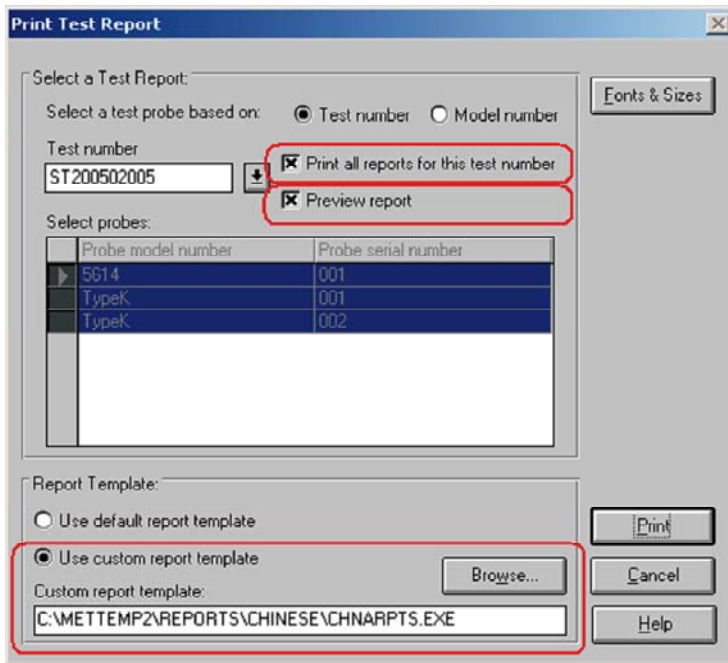 Print Test Report
Select a Test Report:
Fonts & Sizes
Select a test probe based on: Test number Model number
Test number
Print all reports for this test number
ST200502005
Preview report
Select probes:
Probe model number Probe serial number
5614 001
TypeK 001
TypeK 002
Report Template:
Use default report template
Print
Use custom report template
Browse...
Cancel
Custom report template:
C:\METTEMP2\REPORTS\CHINESE\CHNARPTS.EXE
Help